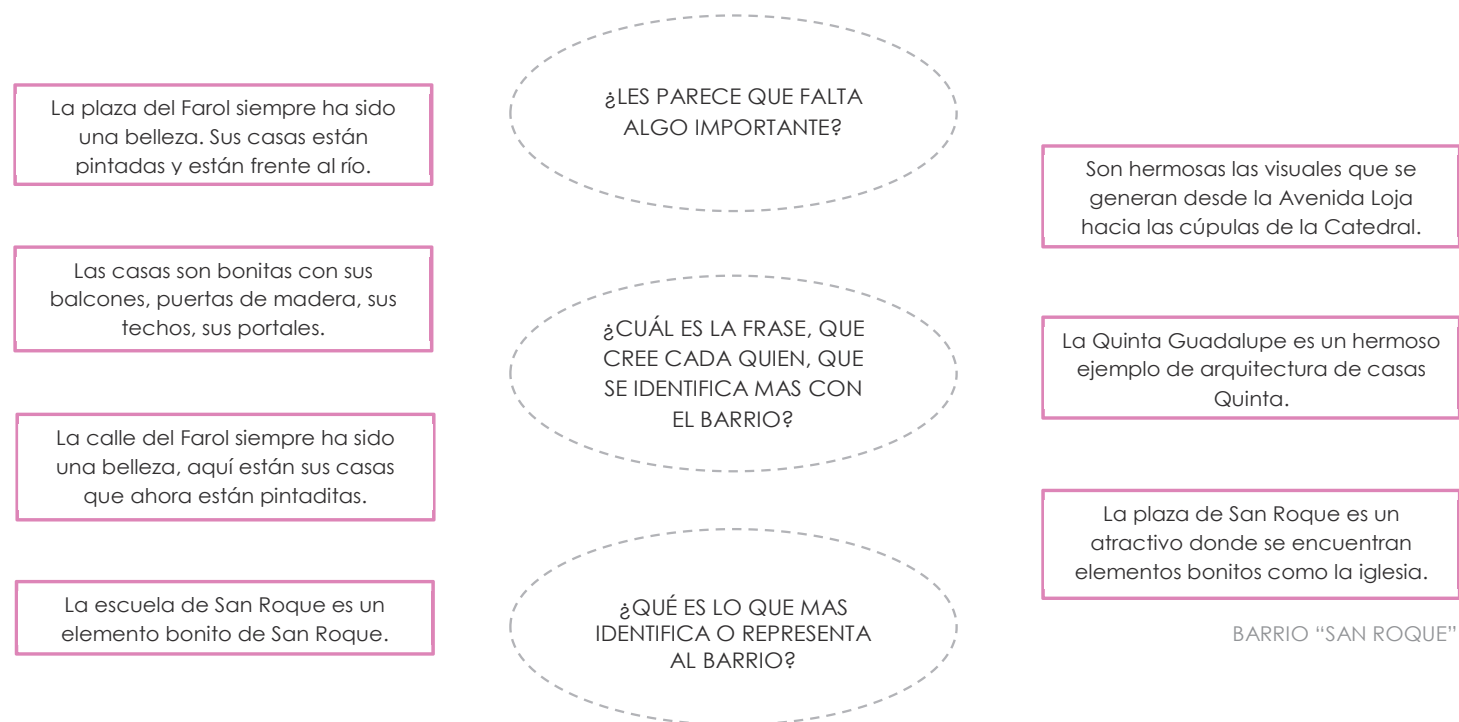 La plaza del Farol siempre ha sido
una belleza. Sus casas están
pintadas y están frente al río.
Las casas son bonitas con sus
balcones, puertas de madera, sus
techos, sus portales.
La calle del Farol siempre ha sido
una belleza, aquí están sus casas
que ahora están pintaditas.
La escuela de San Roque es un
elemento bonito de San Roque.
¿LES PARECE QUE FALTA
ALGO IMPORTANTE?
¿CUÁL ES LA FRASE, QUE
CREE CADA QUIEN, QUE
SE IDENTIFICA MAS CON
EL BARRIO?
¿QUÉ ES LO QUE MAS
IDENTIFICA O REPRESENTA
AL BARRIO?
Son hermosas las visuales que se
generan desde la Avenida Loja
hacia las cúpulas de la Catedral.
La Quinta Guadalupe es un hermoso
ejemplo de arquitectura de casas
Quinta.
La plaza de San Roque es un
atractivo donde se encuentran
elementos bonitos como la iglesia.
BARRIO “SAN ROQUE”